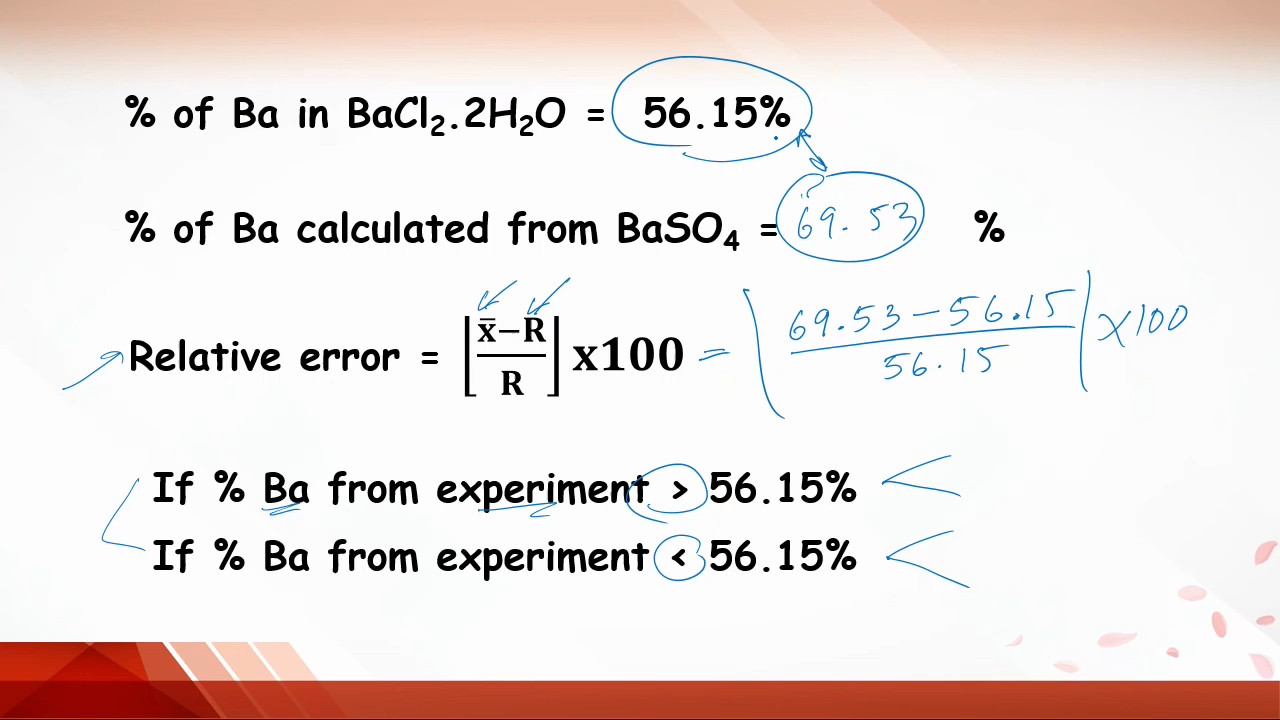 % of Ba in BaCl₂.2H₂O = 56.15%
% of Ba calculated from BaSO₄ = 69.53 %
Relative error = [x̄−R/R] x100 = |69.53−56.15/56.15| x100
If % Ba from experiment > 56.15%
If % Ba from experiment < 56.15%